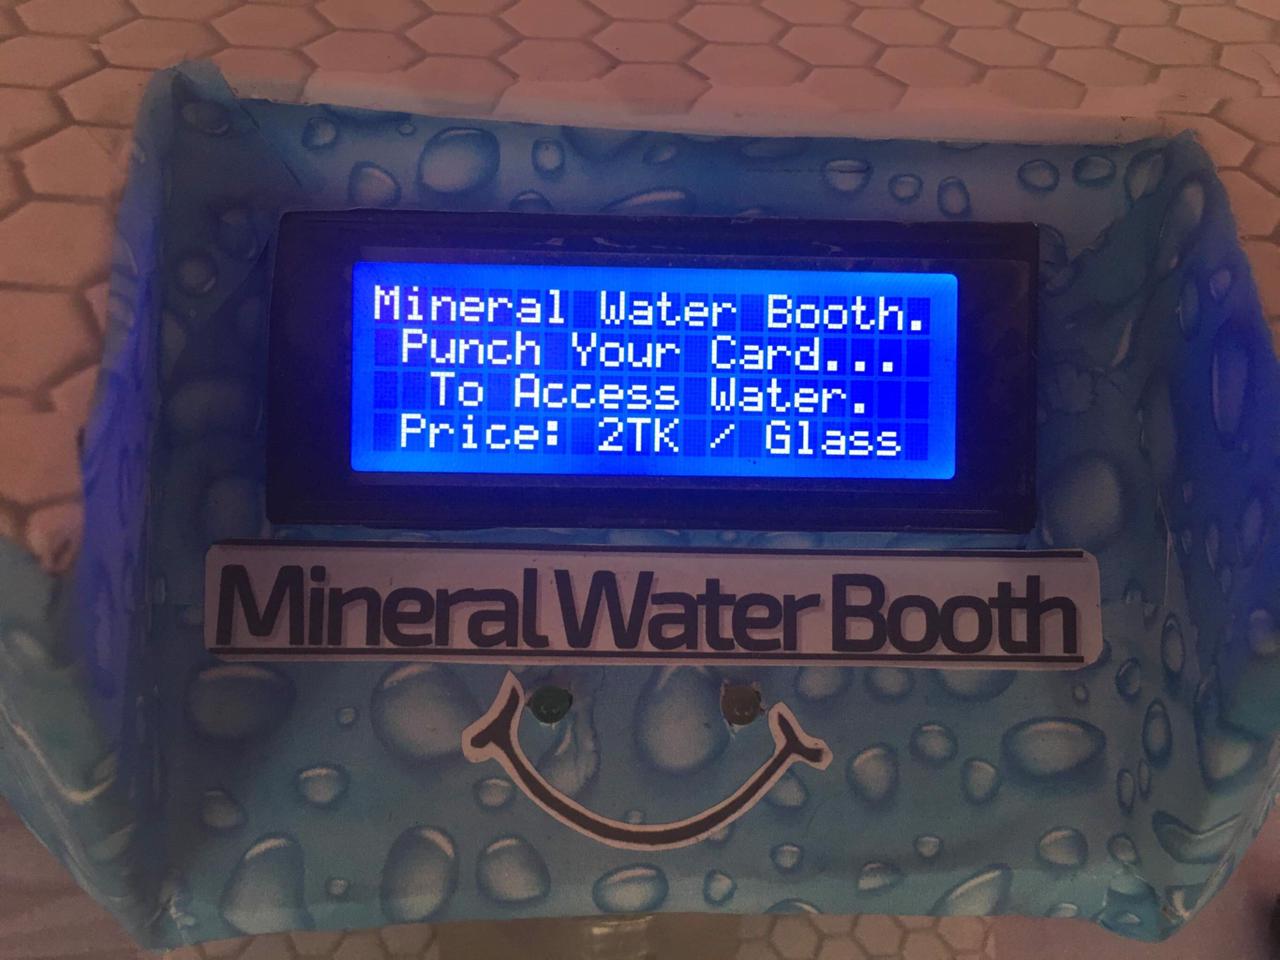 Mineral Water Booth.
Punch Your Card...
To Access Water.
Price: 2TK / Glass
Mineral Water Booth